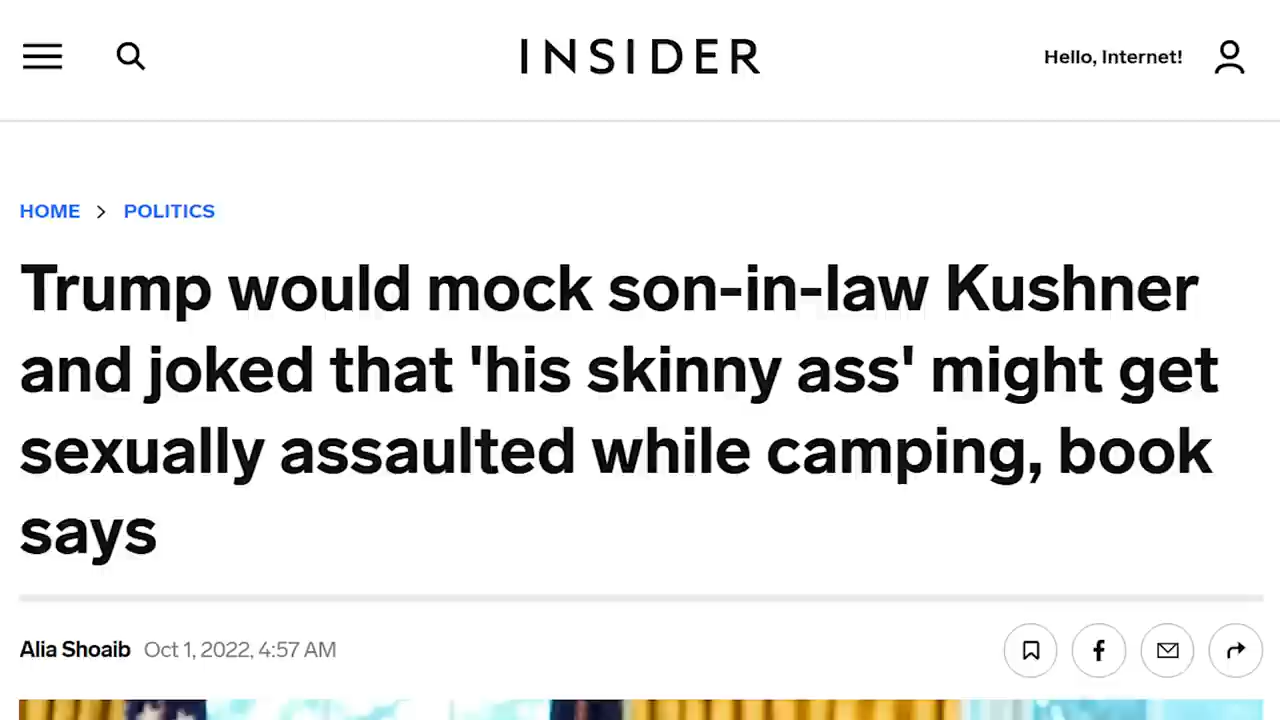 INSIDER
Hello, Internet!
HOME > POLITICS
Trump would mock son-in-law Kushner
and joked that 'his skinny ass' might get
sexually assaulted while camping, book
says
Alia Shoaib Oct 1, 2022, 4:57 AM